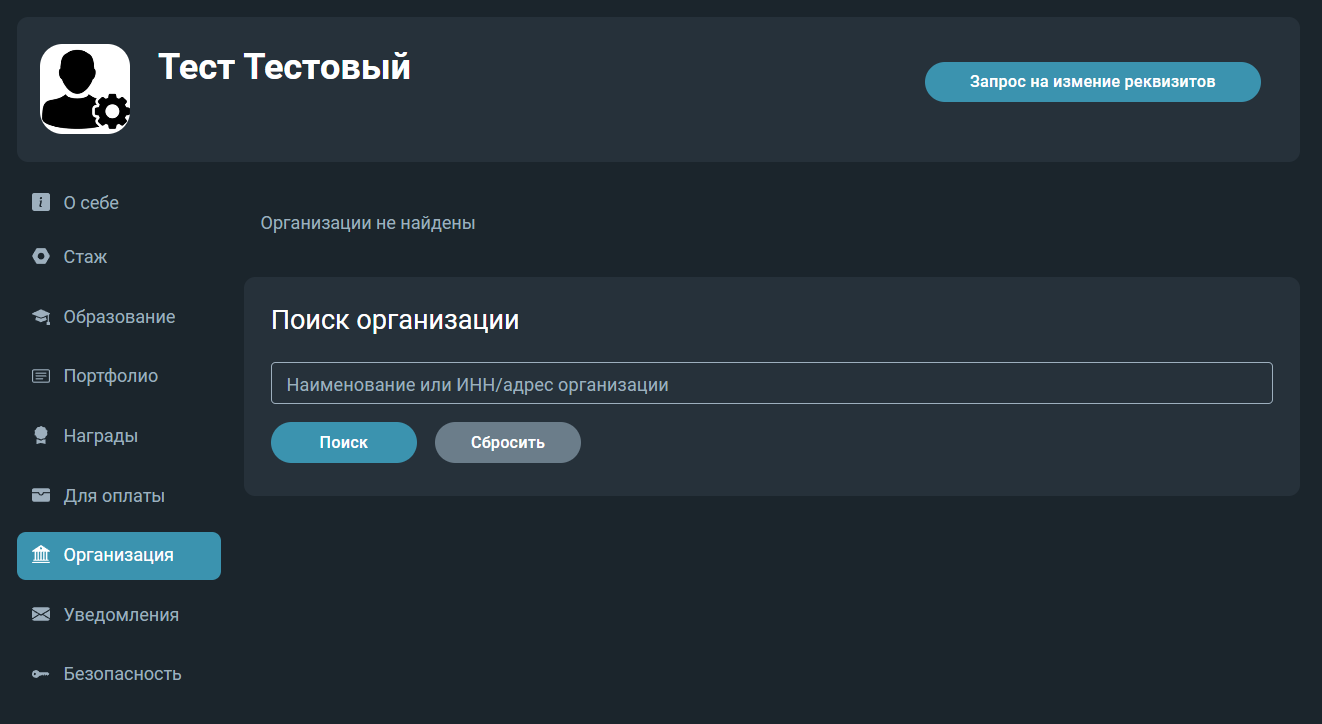 Тест Тестовый
Запрос на измение реквизитов
О себе
Стаж
Образование
Портфолио
Награды
Для оплаты
Организация
Уведомления
Безопасность
Организации не найдены
Поиск организации
Наименование или ИНН/адрес организации
Поиск
Сбросить